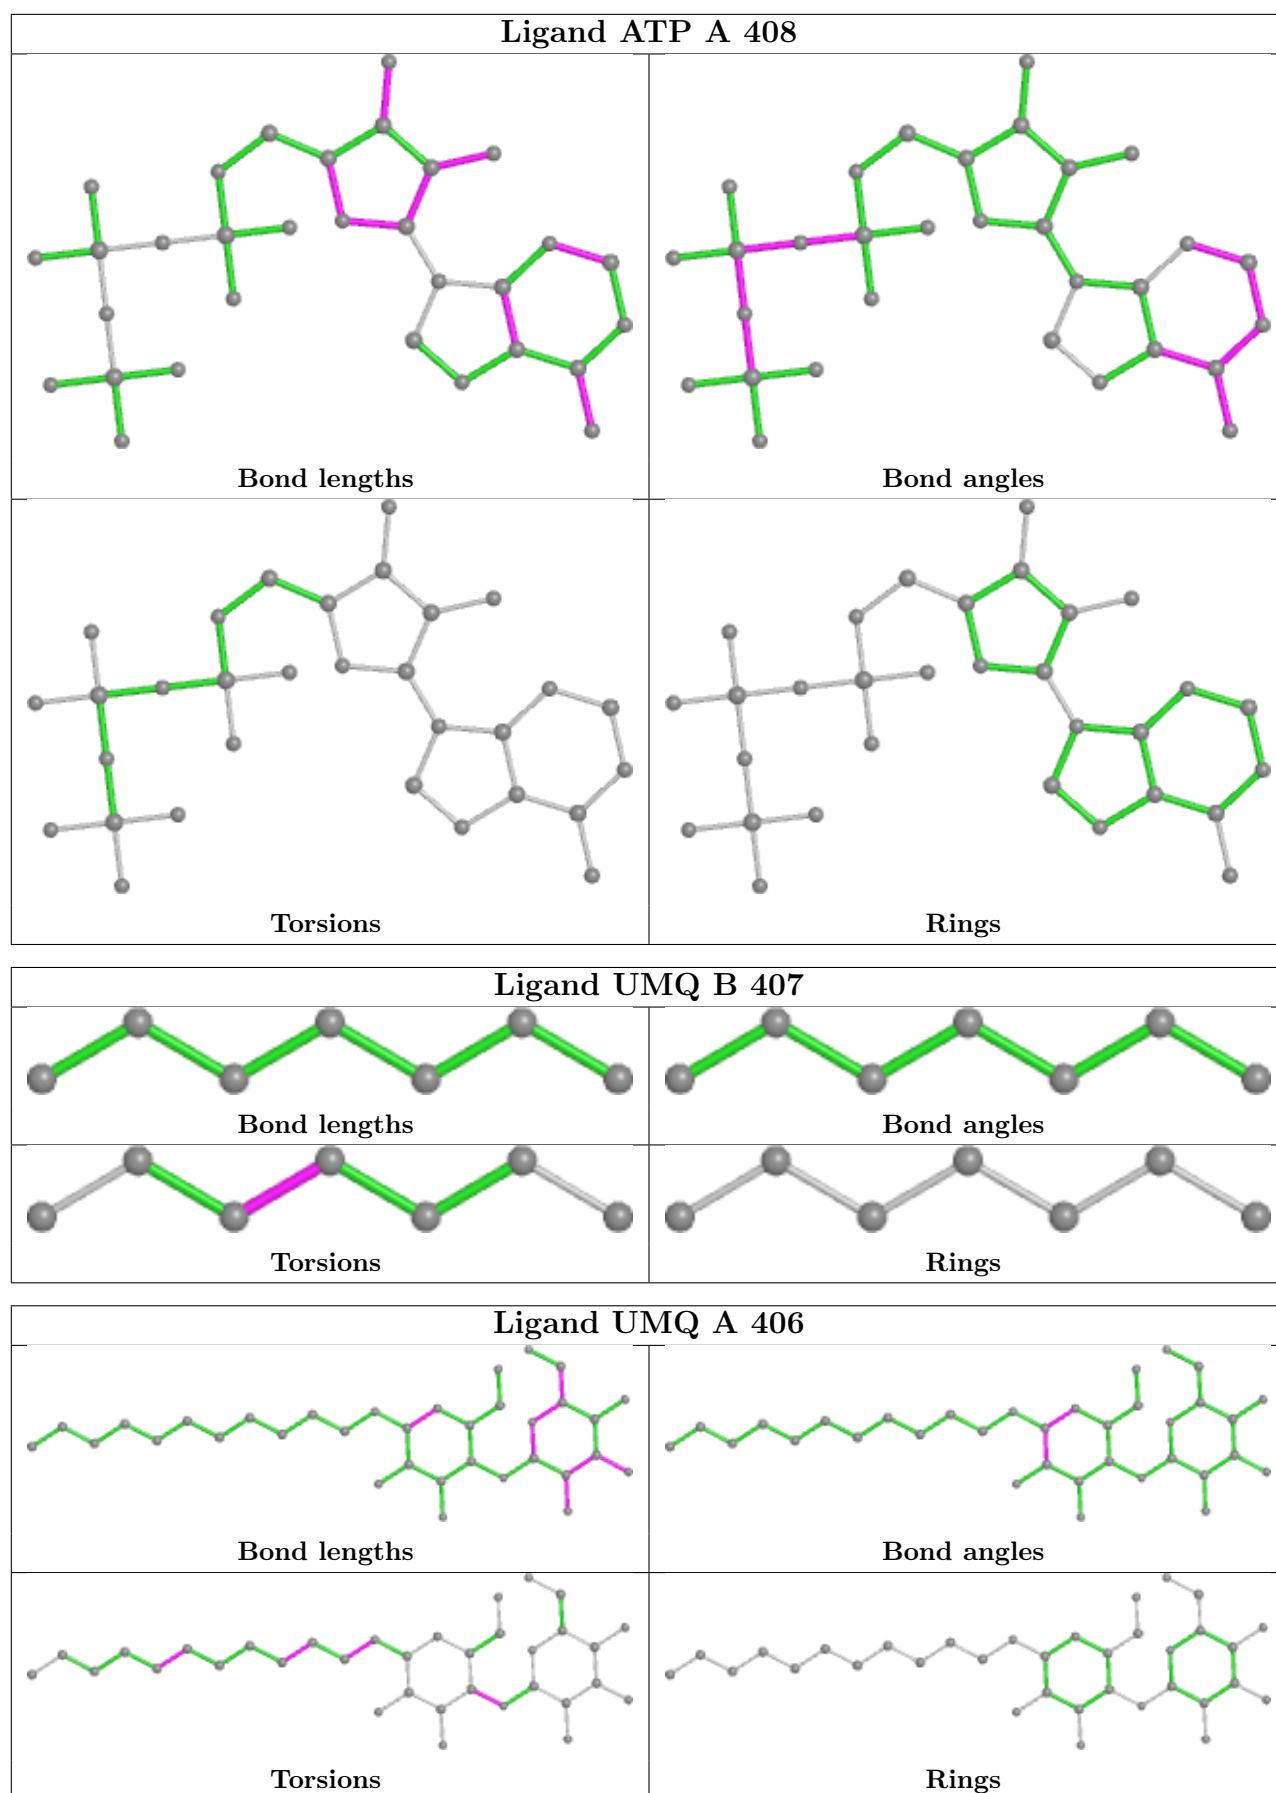 Ligand ATP A 408
Bond lengths
Bond angles
Torsions
Rings
Ligand UMQ B 407
Bond lengths
Bond angles
Torsions
Rings
Ligand UMQ A 406
Bond lengths
Bond angles
Torsions
Rings